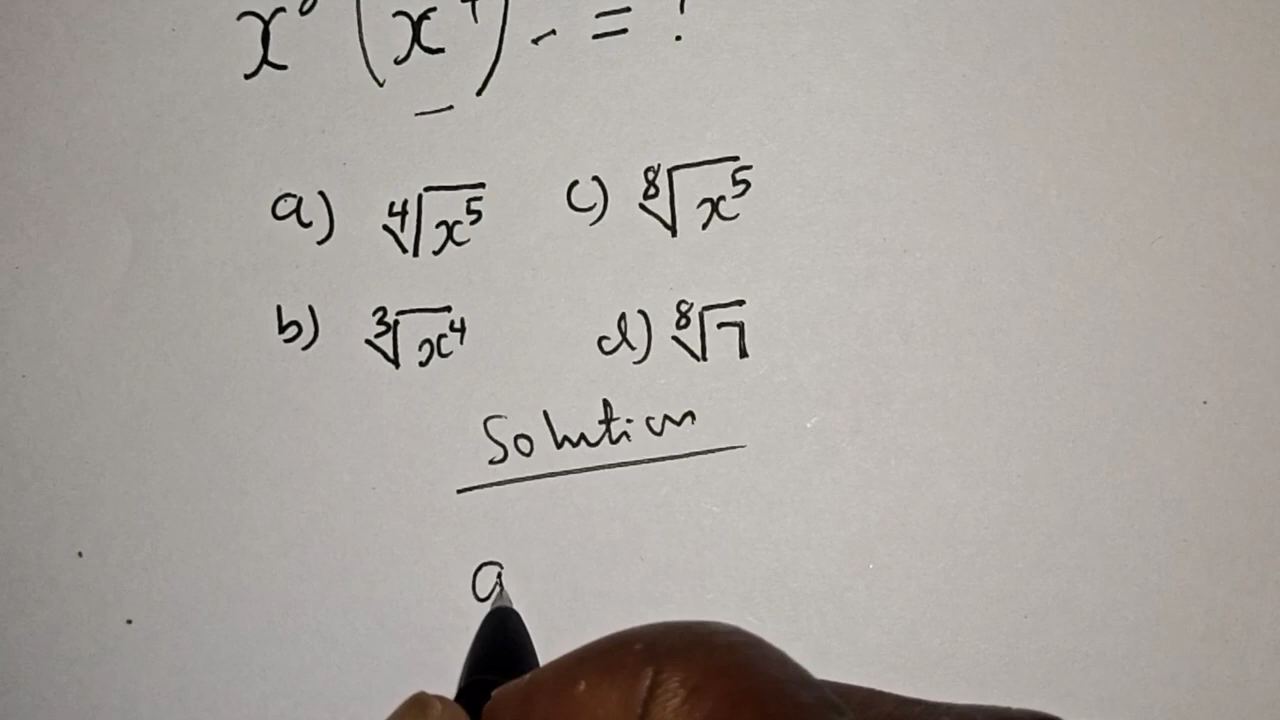 x (x ) = ?
a) ⁴√x⁵ c) ⁸√x⁵
b) ³√x⁴ d) ⁸√7
Solution
a